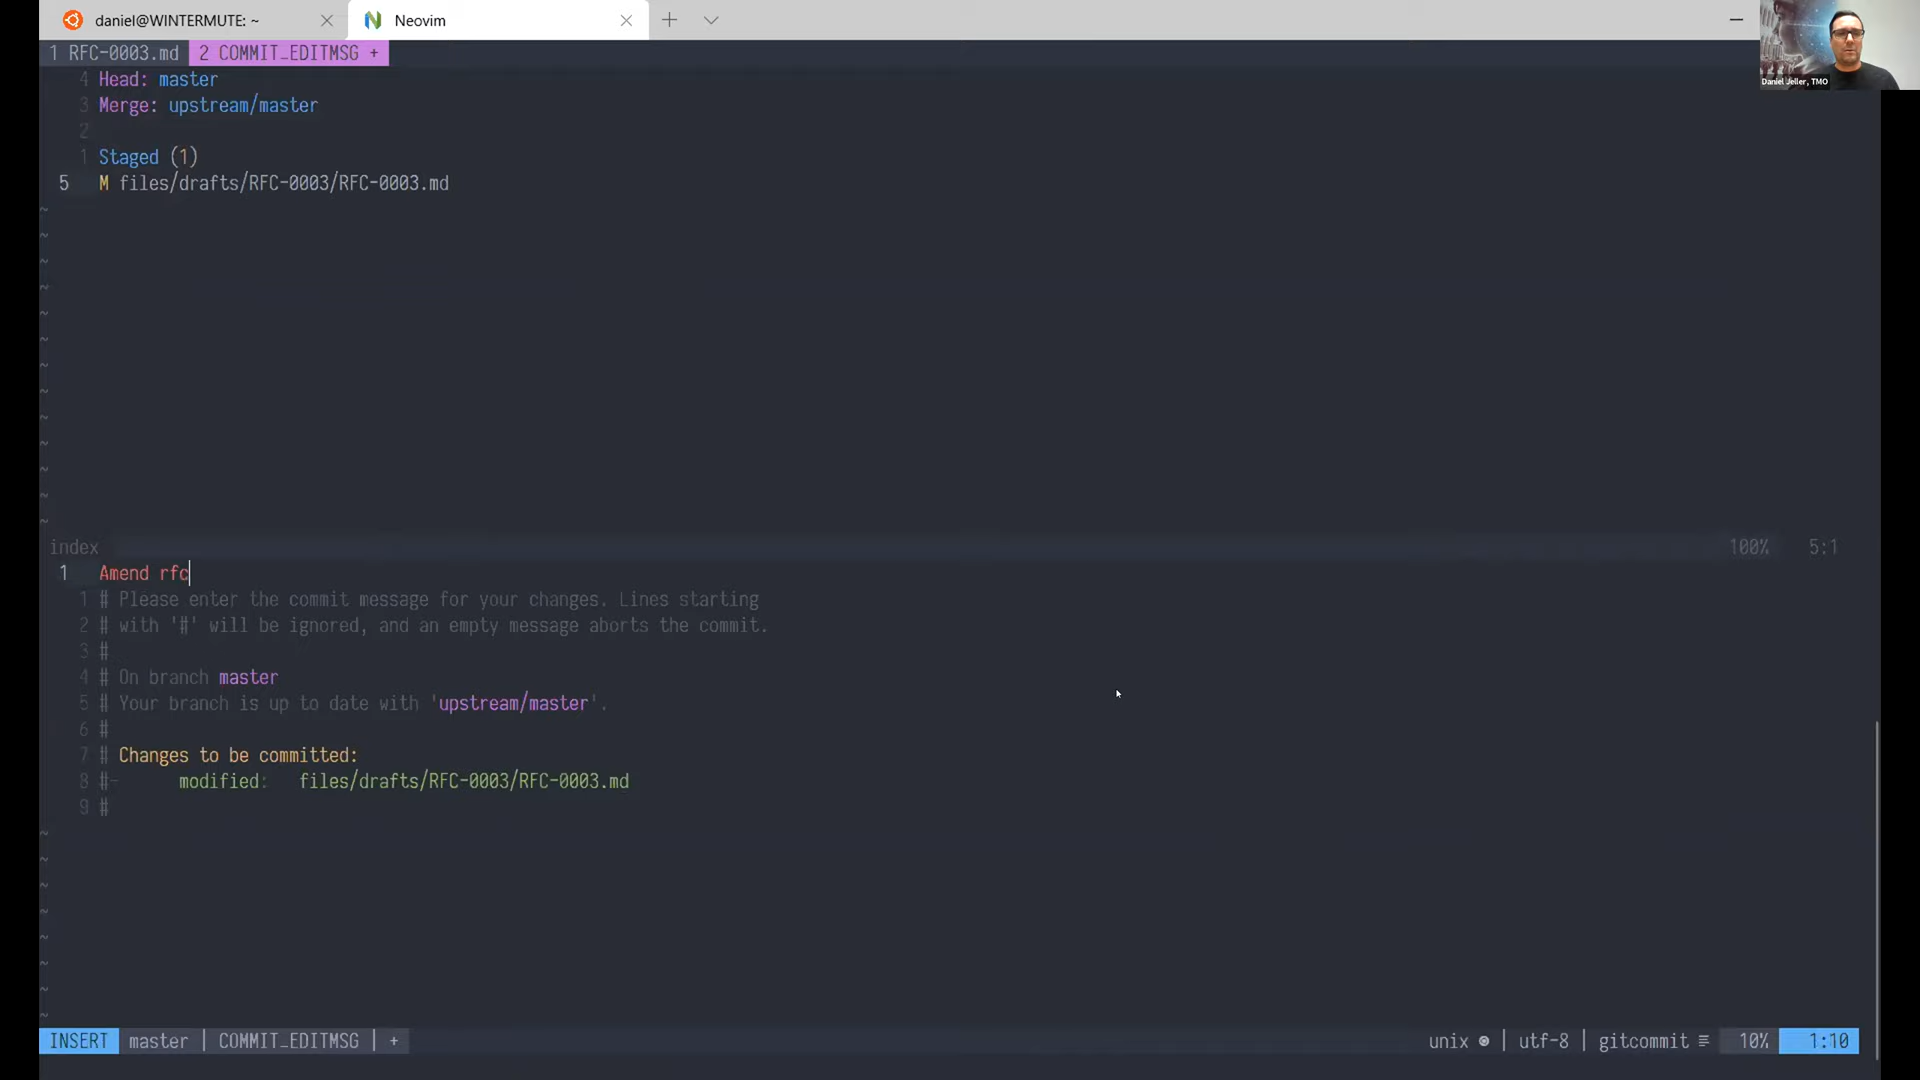 daniel@WINTERMUTE: ~
Neovim
1 RFC-0003.md 2 COMMIT_EDITMSG +
4 Head: master
3 Merge: upstream/master
2
1 Staged (1)
5 M files/drafts/RFC-0003/RFC-0003.md
~
~
~
~
~
~
~
~
~
~
~
~
~
index 100% 5:1
1 Amend rfc
1 # Please enter the commit message for your changes. Lines starting
2 # with '#' will be ignored, and an empty message aborts the commit.
3 #
4 # On branch master
5 # Your branch is up to date with 'upstream/master'.
6 #
7 # Changes to be committed:
8 #- modified: files/drafts/RFC-0003/RFC-0003.md
9 #
~
~
~
~
~
~
~
~
INSERT master | COMMIT_EDITMSG | + unix | utf-8 | gitcommit ≡ 10% 1:10
Daniel Jeller, TMO